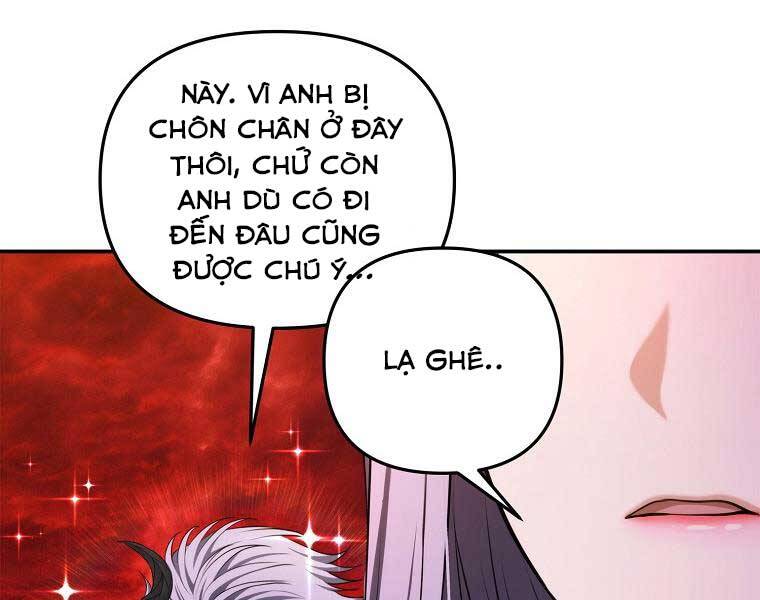 NÀY. VÌ ANH BỊ
CHÔN CHÂN Ở ĐÂY
THÔI, CHỨ CÒN
ANH DÙ CÓ ĐI
ĐẾN ĐÂU CŨNG
ĐƯỢC CHÚ Ý...
LẠ GHÊ..